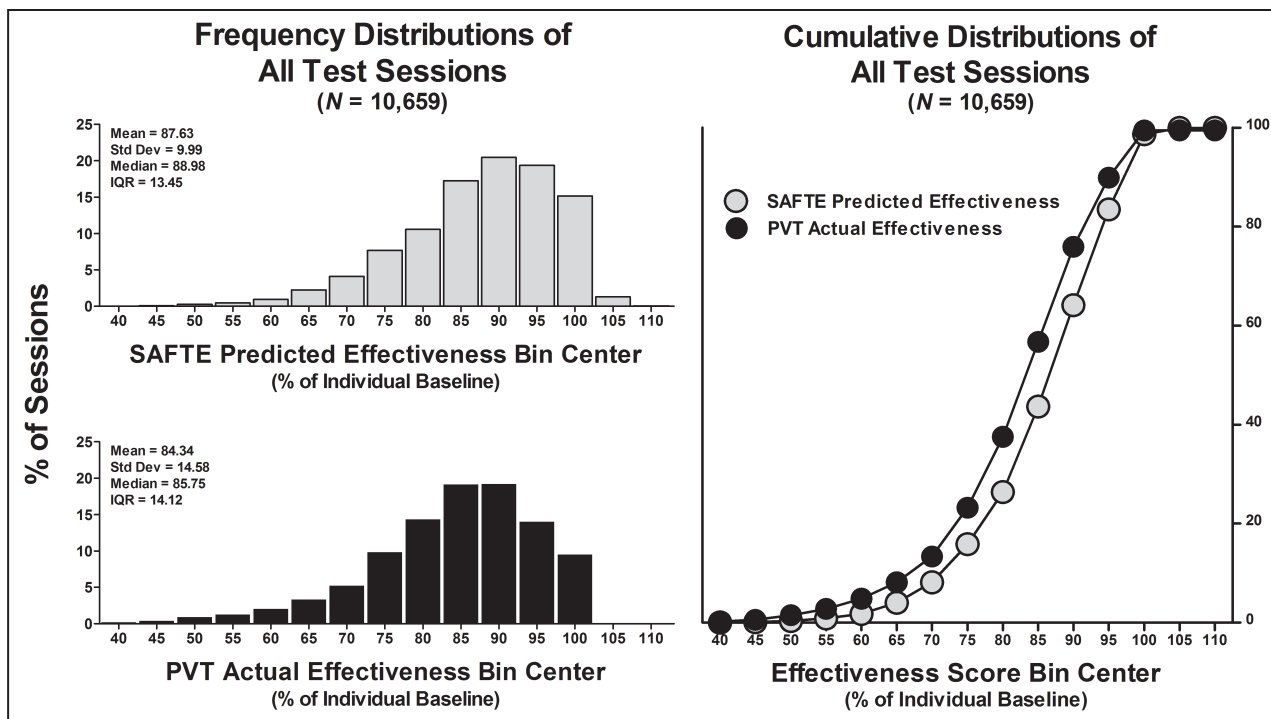 Frequency Distributions of
All Test Sessions
(N = 10,659)
25
20
15
10
5
0
Mean = 87.63
Std Dev = 9.99
Median = 88.98
IQR = 13.45
40 45 50 55 60 65 70 75 80 85 90 95 100 105 110
SAFTE Predicted Effectiveness Bin Center
(% of Individual Baseline)
% of Sessions
25
20
15
10
5
0
Mean = 84.34
Std Dev = 14.58
Median = 85.75
IQR = 14.12
40 45 50 55 60 65 70 75 80 85 90 95 100 105 110
PVT Actual Effectiveness Bin Center
(% of Individual Baseline)
Cumulative Distributions of
All Test Sessions
(N = 10,659)
SAFTE Predicted Effectiveness
PVT Actual Effectiveness
100
80
60
40
20
0
40 45 50 55 60 65 70 75 80 85 90 95 100 105 110
Effectiveness Score Bin Center
(% of Individual Baseline)